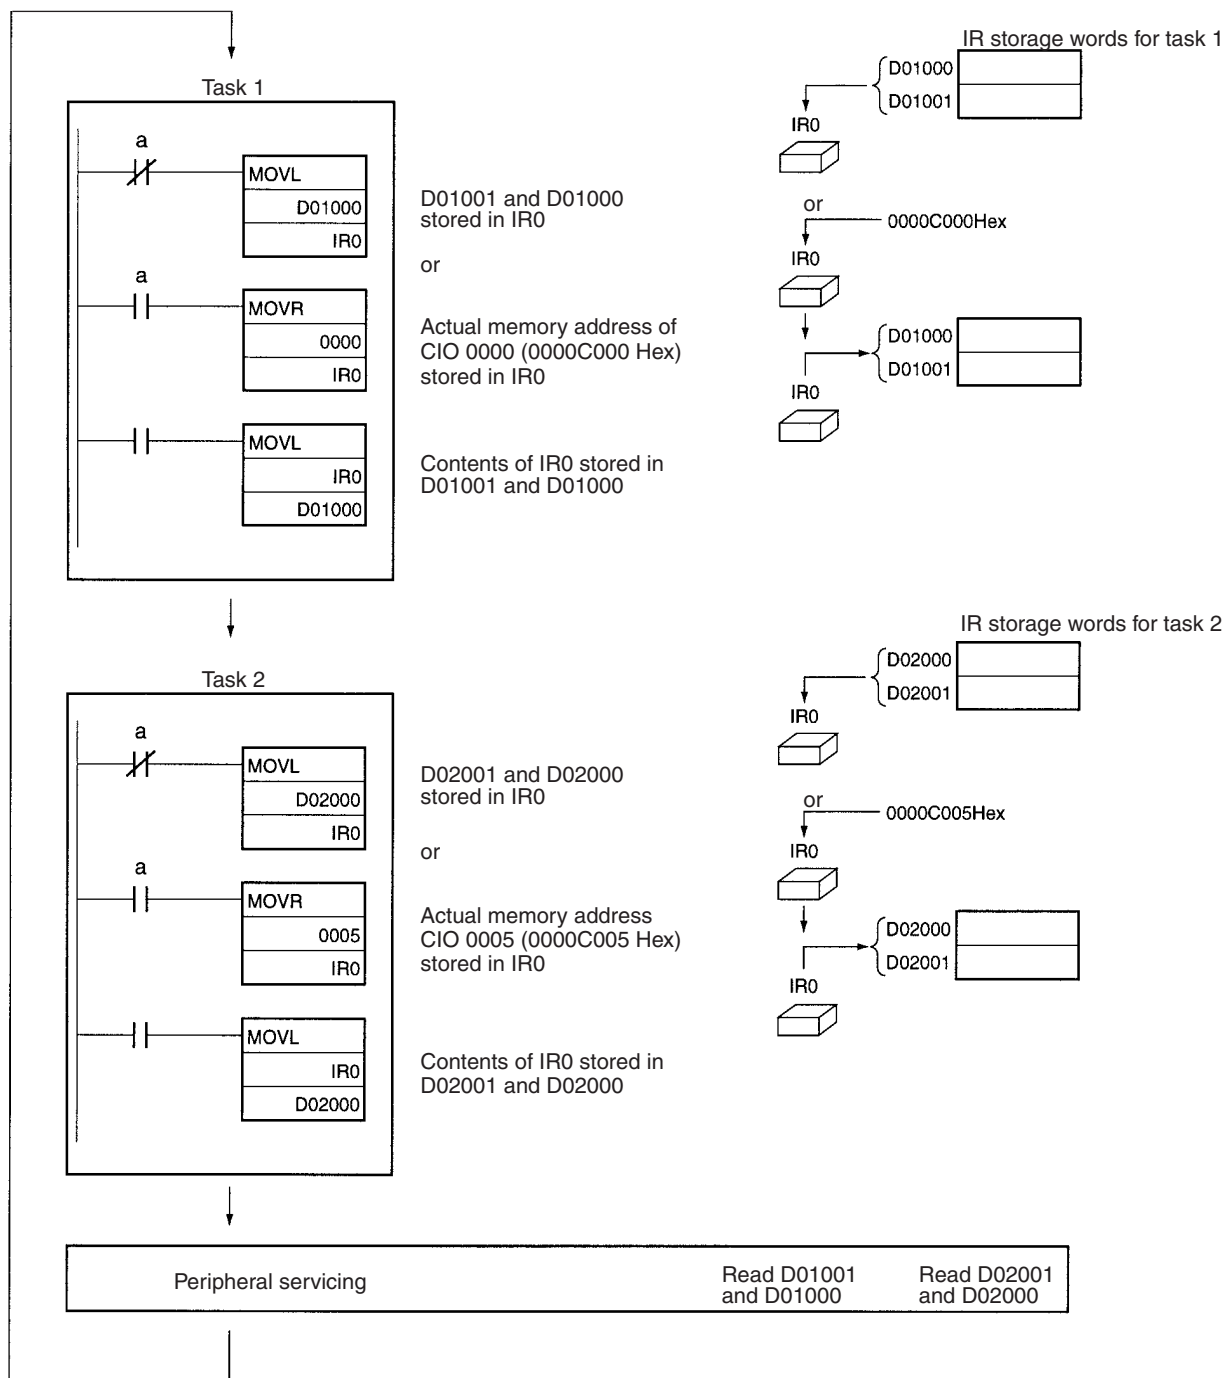 IR storage words for task 1
Task 1
D01000
D01001
IR0
a
MOVL
D01000
IR0
D01001 and D01000
stored in IR0
or
0000C000Hex
IR0
or
a
MOVR
0000
IR0
Actual memory address of
CIO 0000 (0000C000 Hex)
stored in IR0
D01000
D01001
IR0
MOVL
IR0
D01000
Contents of IR0 stored in
D01001 and D01000
IR storage words for task 2
Task 2
D02000
D02001
IR0
a
MOVL
D02000
IR0
D02001 and D02000
stored in IR0
or
0000C005Hex
IR0
or
a
MOVR
0005
IR0
Actual memory address
CIO 0005 (0000C005 Hex)
stored in IR0
D02000
D02001
IR0
MOVL
IR0
D02000
Contents of IR0 stored in
D02001 and D02000
Peripheral servicing
Read D01001
and D01000
Read D02001
and D02000